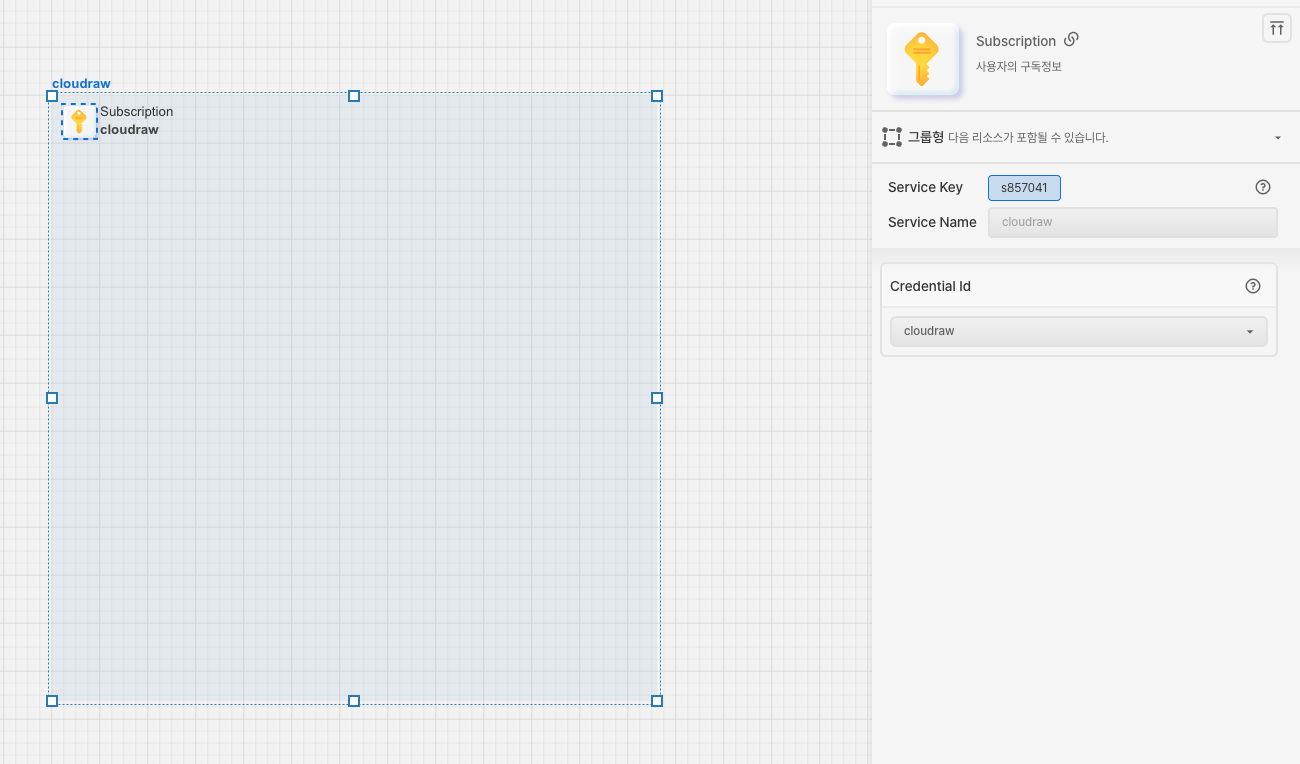 cloudraw
Subscription
cloudraw
Subscription
사용자의 구독정보
그룹형 다음 리소스가 포함될 수 있습니다.
Service Key s857041
Service Name cloudraw
Credential Id
cloudraw